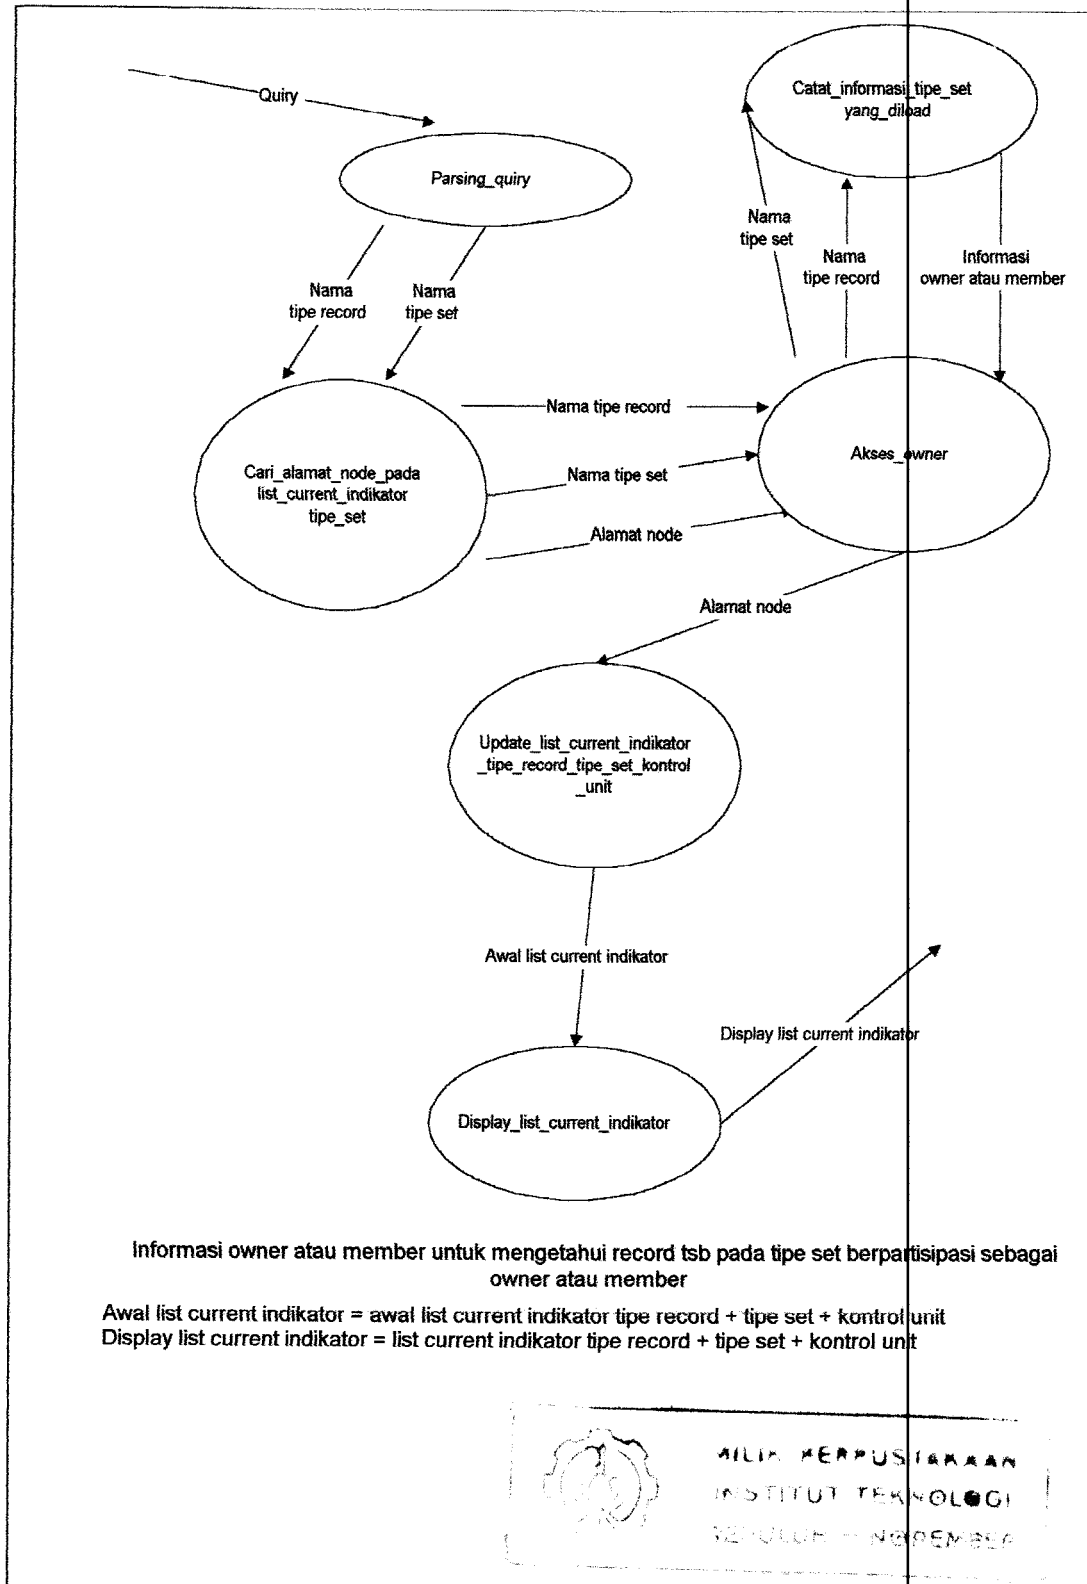 Quiry
Catat_informasi_tipe_set
yang_diload
Parsing_quiry
Nama
tipe set
Nama
tipe record
Informasi
owner atau member
Nama
tipe record
Nama
tipe set
Nama tipe record
Akses_owner
Cari_alamat_node_pada
list_current_indikator
tipe_set
Nama tipe set
Alamat node
Alamat node
Update_list_current_indikator
_tipe_record_tipe_set_kontrol
_unit
Awal list current indikator
Display list current indikator
Display_list_current_indikator
Informasi owner atau member untuk mengetahui record tsb pada tipe set berpartisipasi sebagai
owner atau member
Awal list current indikator = awal list current indikator tipe record + tipe set + kontrol unit
Display list current indikator = list current indikator tipe record + tipe set + kontrol unit
MILIK PERPUSTAKAAN
INSTITUT TEKNOLOGI
SEPULUH – NOPEMBER